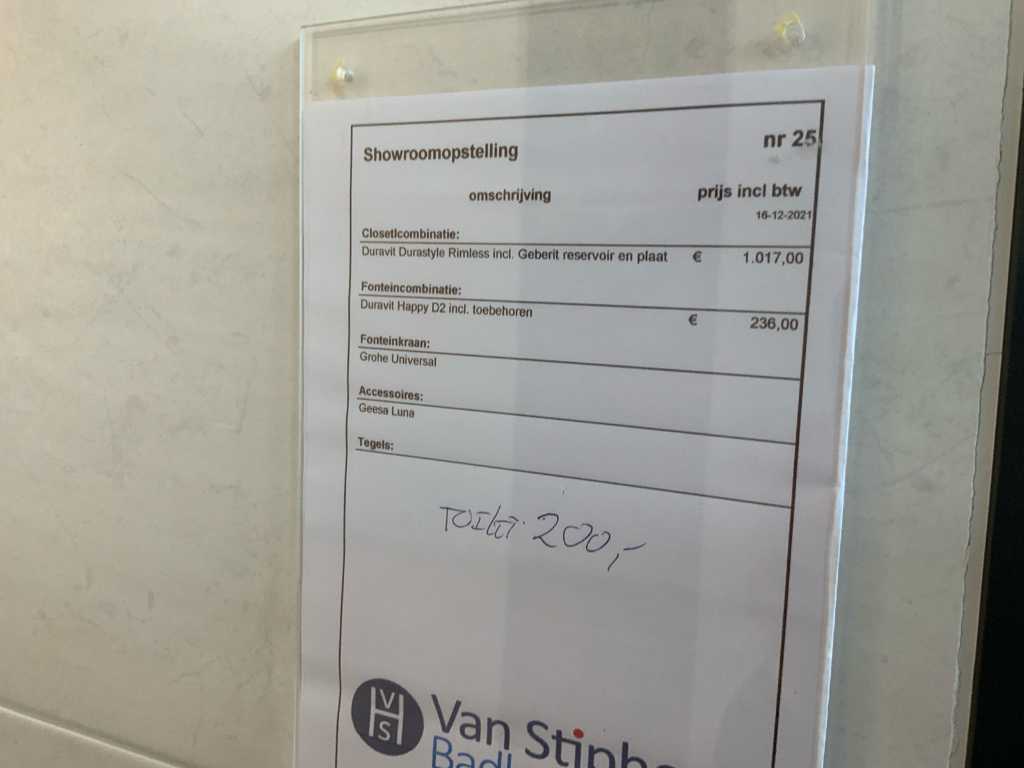 Showroomopstelling nr 25
omschrijving prijs incl btw
16-12-2021
Closetlcombinatie:
Duravit Durastyle Rimless incl. Geberit reservoir en plaat € 1.017,00
Fonteincombinatie:
Duravit Happy D2 incl. toebehoren € 236,00
Fonteinkraan:
Grohe Universal
Accessoires:
Geesa Luna
Tegels:
Toilet 200,-
VHS
Van